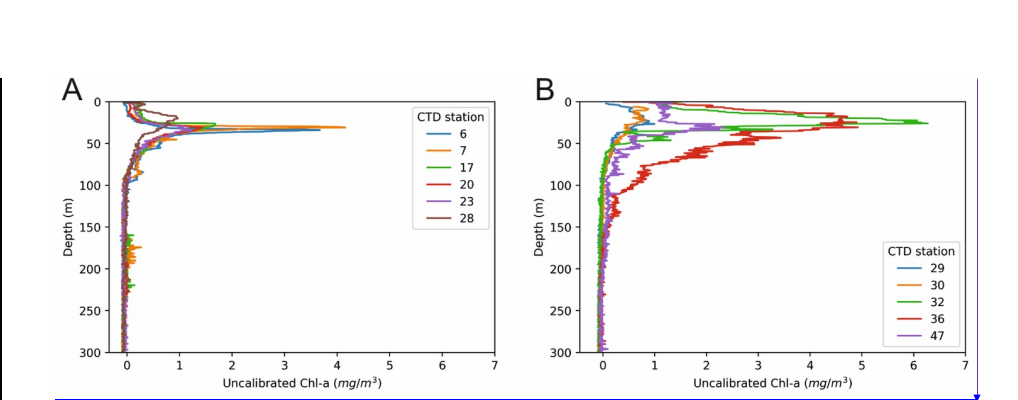 A
B
0
50
100
150
200
250
300
Depth (m)
0 1 2 3 4 5 6 7
Uncalibrated Chl-a (mg/m³)
CTD station
6
7
17
20
23
28
0
50
100
150
200
250
300
Depth (m)
0 1 2 3 4 5 6 7
Uncalibrated Chl-a (mg/m³)
CTD station
29
30
32
36
47